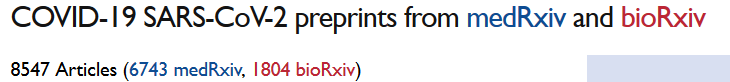 COVID-19 SARS-CoV-2 preprints from medRxiv and bioRxiv
8547 Articles (6743 medRxiv, 1804 bioRxiv)